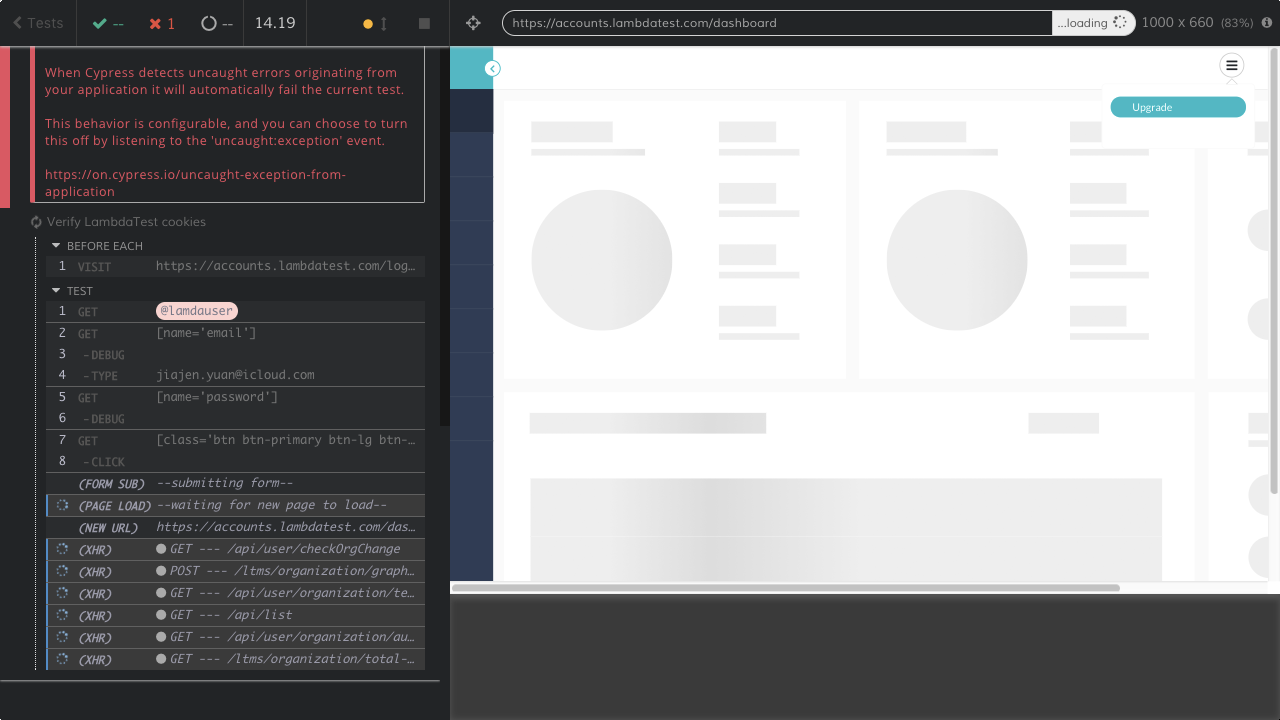 Tests
--
1
--
14.19
https://accounts.lambdatest.com/dashboard
...loading
1000 x 660 (83%)
When Cypress detects uncaught errors originating from
your application it will automatically fail the current test.
This behavior is configurable, and you can choose to turn
this off by listening to the 'uncaught:exception' event.
https://on.cypress.io/uncaught-exception-from-
application
Verify LambdaTest cookies
BEFORE EACH
1 VISIT https://accounts.lambdatest.com/log…
TEST
1 GET @lamdauser
2 GET [name='email']
3 -DEBUG
4 -TYPE jiajen.yuan@icloud.com
5 GET [name='password']
6 -DEBUG
7 GET [class='btn btn-primary btn-lg btn-…
8 -CLICK
(FORM SUB) --submitting form--
(PAGE LOAD) --waiting for new page to load--
(NEW URL) https://accounts.lambdatest.com/das…
(XHR) GET --- /api/user/checkOrgChange
(XHR) POST --- /ltms/organization/graph…
(XHR) GET --- /api/user/organization/te…
(XHR) GET --- /api/list
(XHR) GET --- /api/user/organization/au…
(XHR) GET --- /ltms/organization/total-…
Upgrade